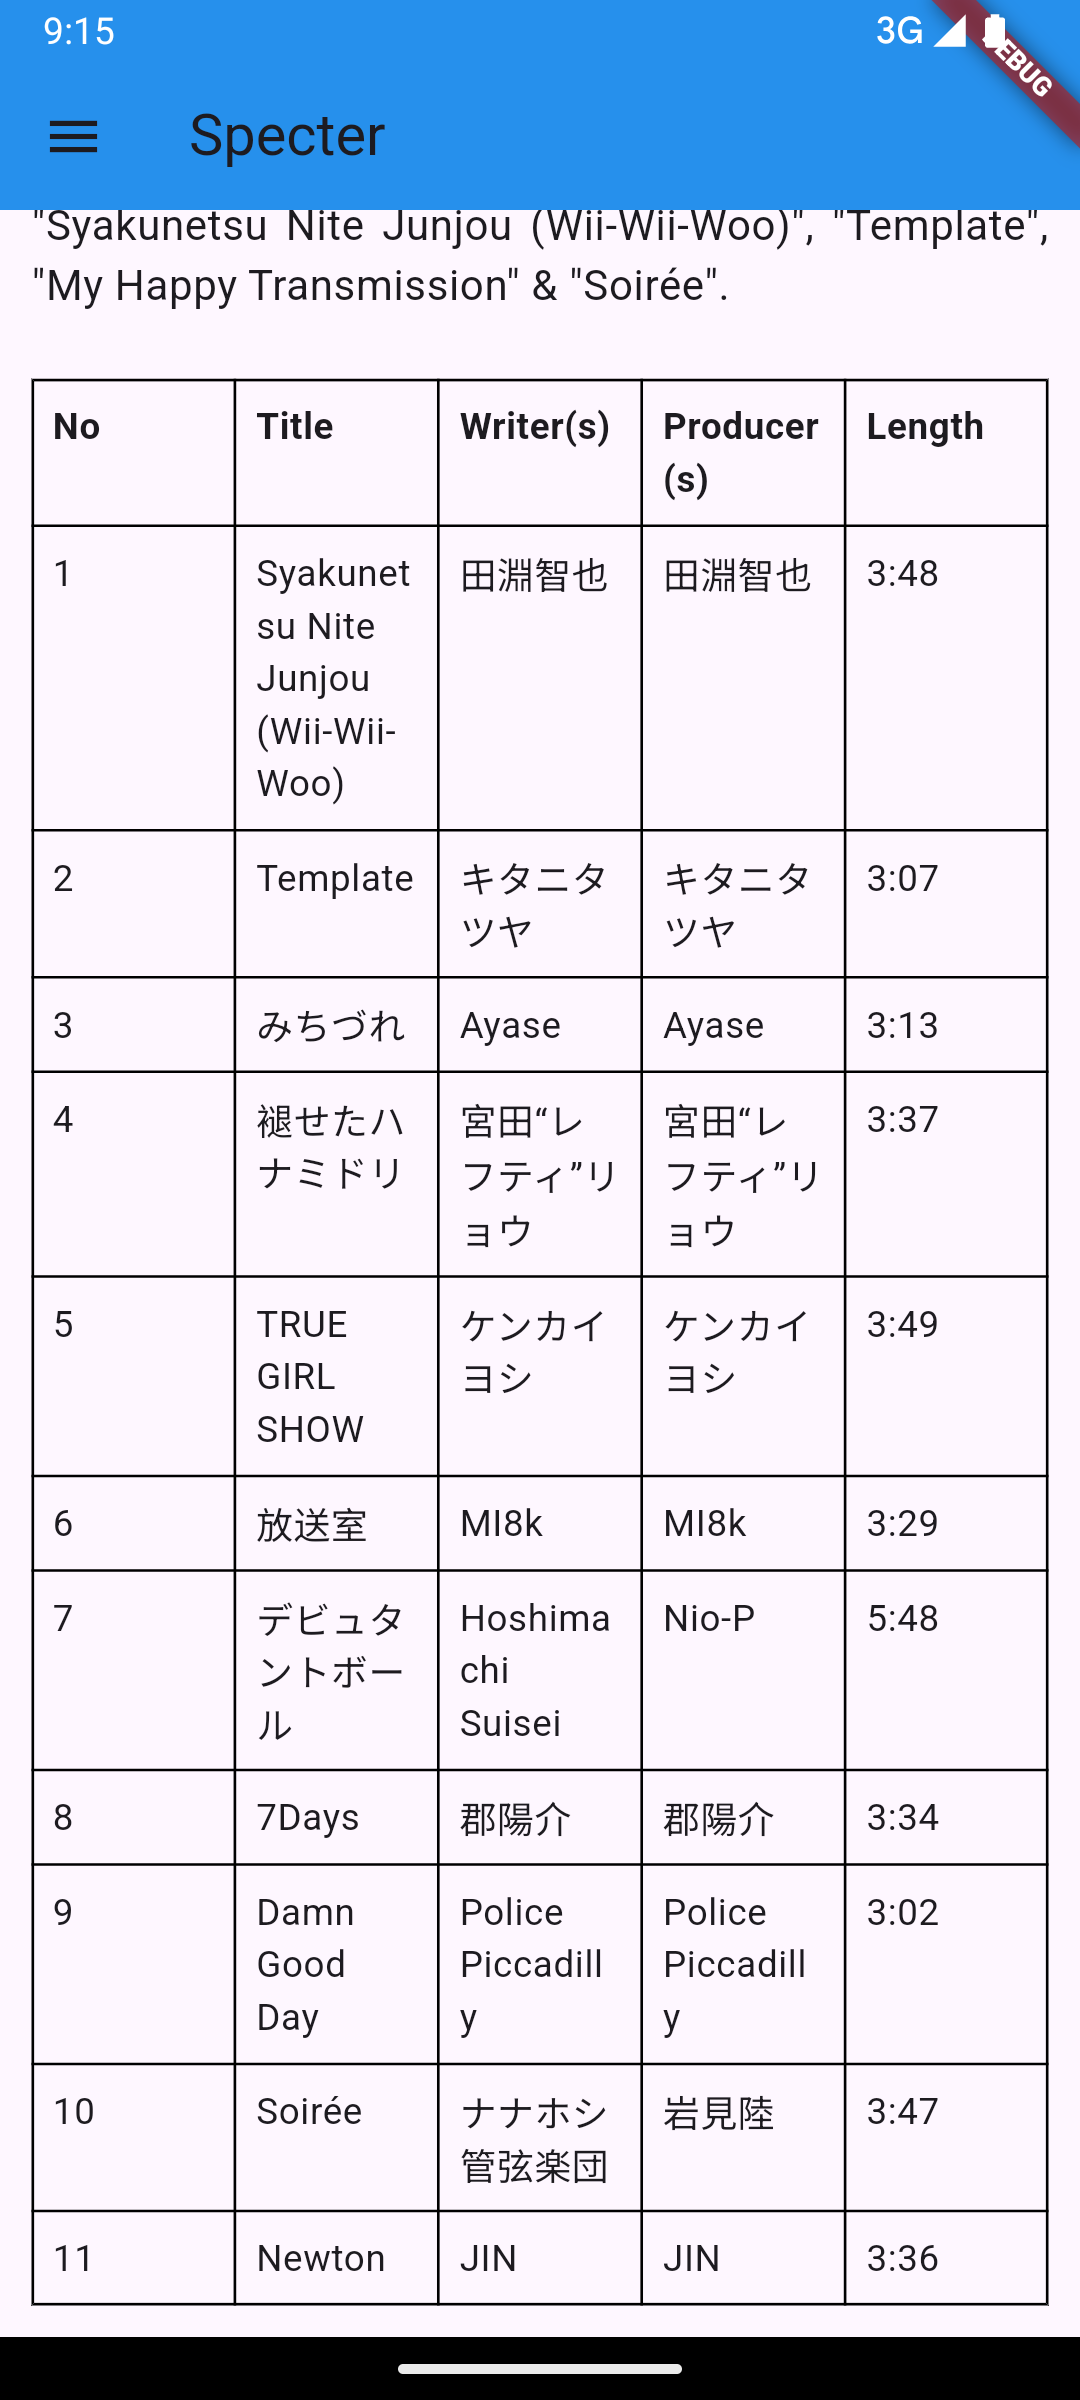 9:15 3G
DEBUG
Specter
"Syakunetsu Nite Junjou (Wii-Wii-Woo)", "Template",
"My Happy Transmission" & "Soirée".
No Title Writer(s) Producer
(s) Length
1 Syakunet
su Nite
Junjou
(Wii-Wii-
Woo) 田淵智也 田淵智也 3:48
2 Template キタニタ
ツヤ キタニタ
ツヤ 3:07
3 みちづれ Ayase Ayase 3:13
4 褪せたハ
ナミドリ 宮田“レ
フティ”リ
ョウ 宮田“レ
フティ”リ
ョウ 3:37
5 TRUE
GIRL
SHOW ケンカイ
ヨシ ケンカイ
ヨシ 3:49
6 放送室 MI8k MI8k 3:29
7 デビュタ
ントボー
ル Hoshima
chi
Suisei Nio-P 5:48
8 7Days 郡陽介 郡陽介 3:34
9 Damn
Good
Day Police
Piccadill
y Police
Piccadill
y 3:02
10 Soirée ナナホシ
管弦楽団 岩見陸 3:47
11 Newton JIN JIN 3:36